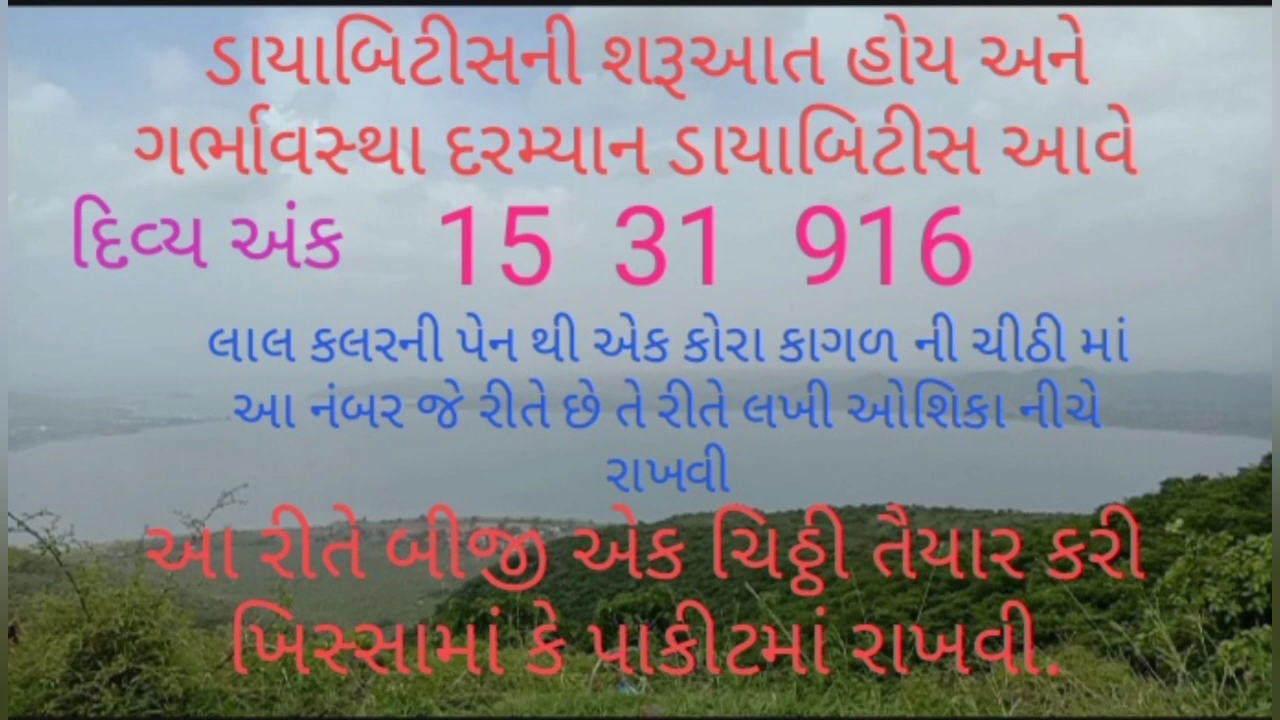 ડાયાબિટીસની શરૂઆત હોય અને
ગર્ભાવસ્થા દરમ્યાન ડાયાબિટીસ આવે
દિવ્ય અંક 15 31 916
લાલ કલરની પેન થી એક કોરા કાગળ ની ચીઠી માં
આ નંબર જે રીતે છે તે રીતે લખી ઓશિકા નીચે
રાખવી
આ રીતે બીજી એક ચિઠ્ઠી તૈયાર કરી
ખિસ્સામાં કે પાકીટમાં રાખવી.